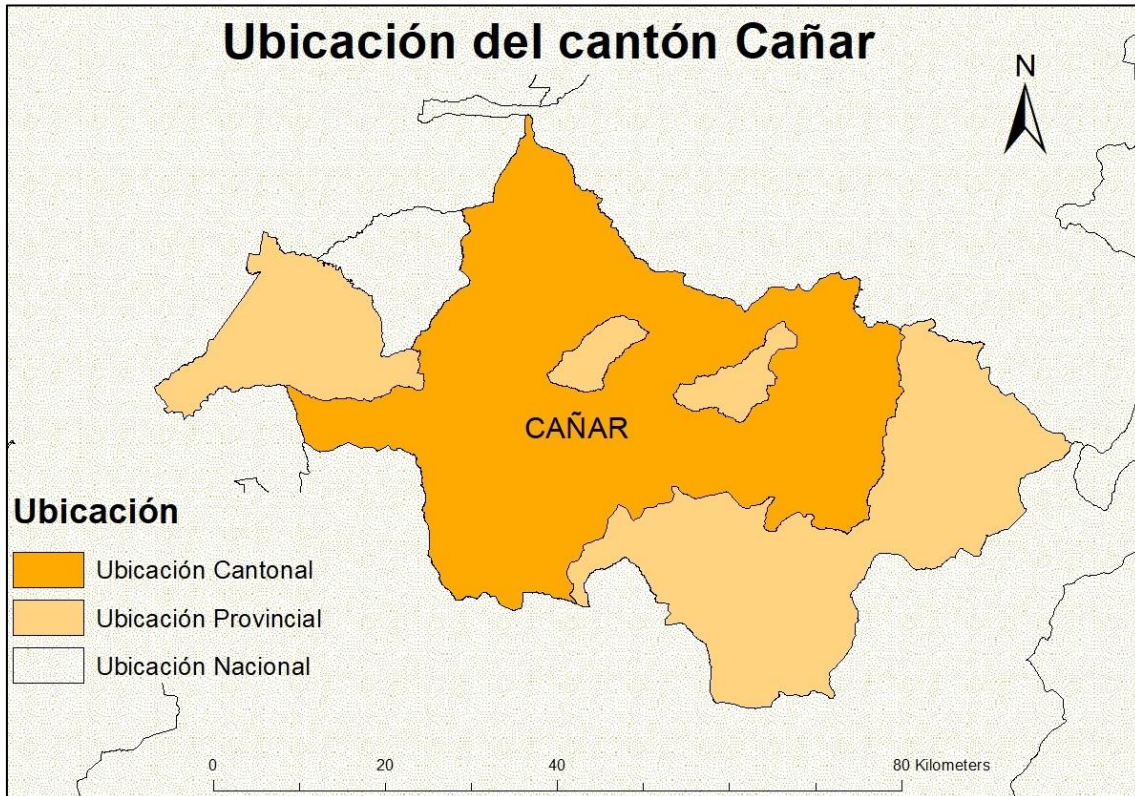 Ubicación del cantón Cañar
N
CAÑAR
Ubicación
Ubicación Cantonal
Ubicación Provincial
Ubicación Nacional
0 20 40 80 Kilometers